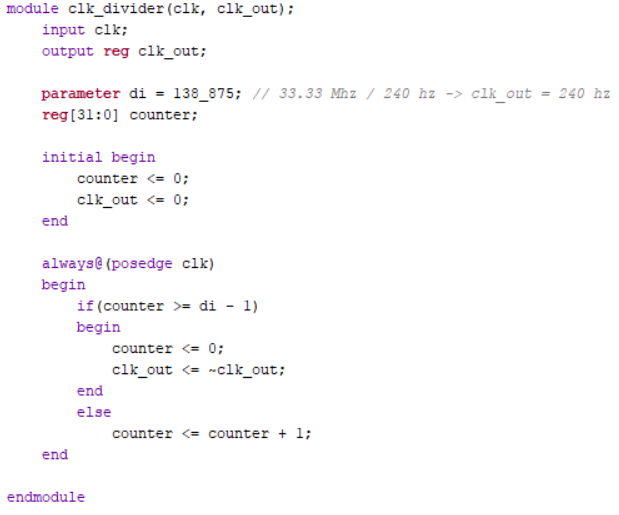 module clk_divider(clk, clk_out);
    input clk;
    output reg clk_out;

    parameter di = 138_875; // 33.33 Mhz / 240 hz -> clk_out = 240 hz
    reg[31:0] counter;

    initial begin
        counter <= 0;
        clk_out <= 0;
    end

    always@(posedge clk)
    begin
        if(counter >= di - 1)
        begin
            counter <= 0;
            clk_out <= ~clk_out;
        end
        else
            counter <= counter + 1;
    end

endmodule